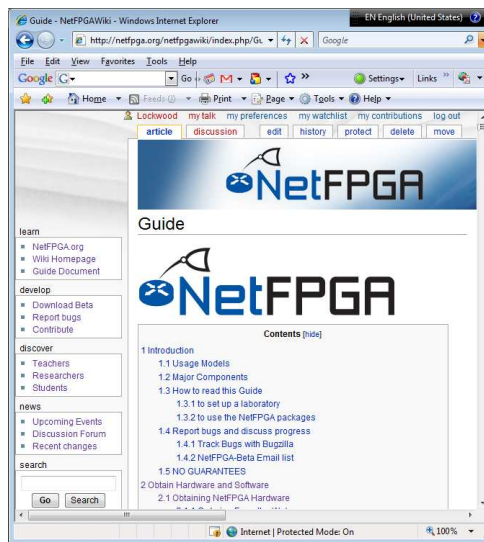 Guide - NetFPGAWiki - Windows Internet Explorer
EN English (United States)
http://netfpga.org/netfpgawiki/index.php/Gu
Google
File Edit View Favorites Tools Help
Google G Go M Settings Links »
Home Feeds () Print Page Tools Help
Lockwood my talk my preferences my watchlist my contributions log out
article discussion edit history protect delete move
NetFPGA
Guide
NetFPGA
learn
NetFPGA.org
Wiki Homepage
Guide Document
develop
Download Beta
Report bugs
Contribute
discover
Teachers
Researchers
Students
news
Upcoming Events
Discussion Forum
Recent changes
search
Go Search
Contents [hide]
1 Introduction
1.1 Usage Models
1.2 Major Components
1.3 How to read this Guide
1.3.1 to set up a laboratory
1.3.2 to use the NetFPGA packages
1.4 Report bugs and discuss progress
1.4.1 Track Bugs with Bugzilla
1.4.2 NetFPGA-Beta Email list
1.5 NO GUARANTEES
2 Obtain Hardware and Software
2.1 Obtaining NetFPGA Hardware
Internet | Protected Mode: On
100%